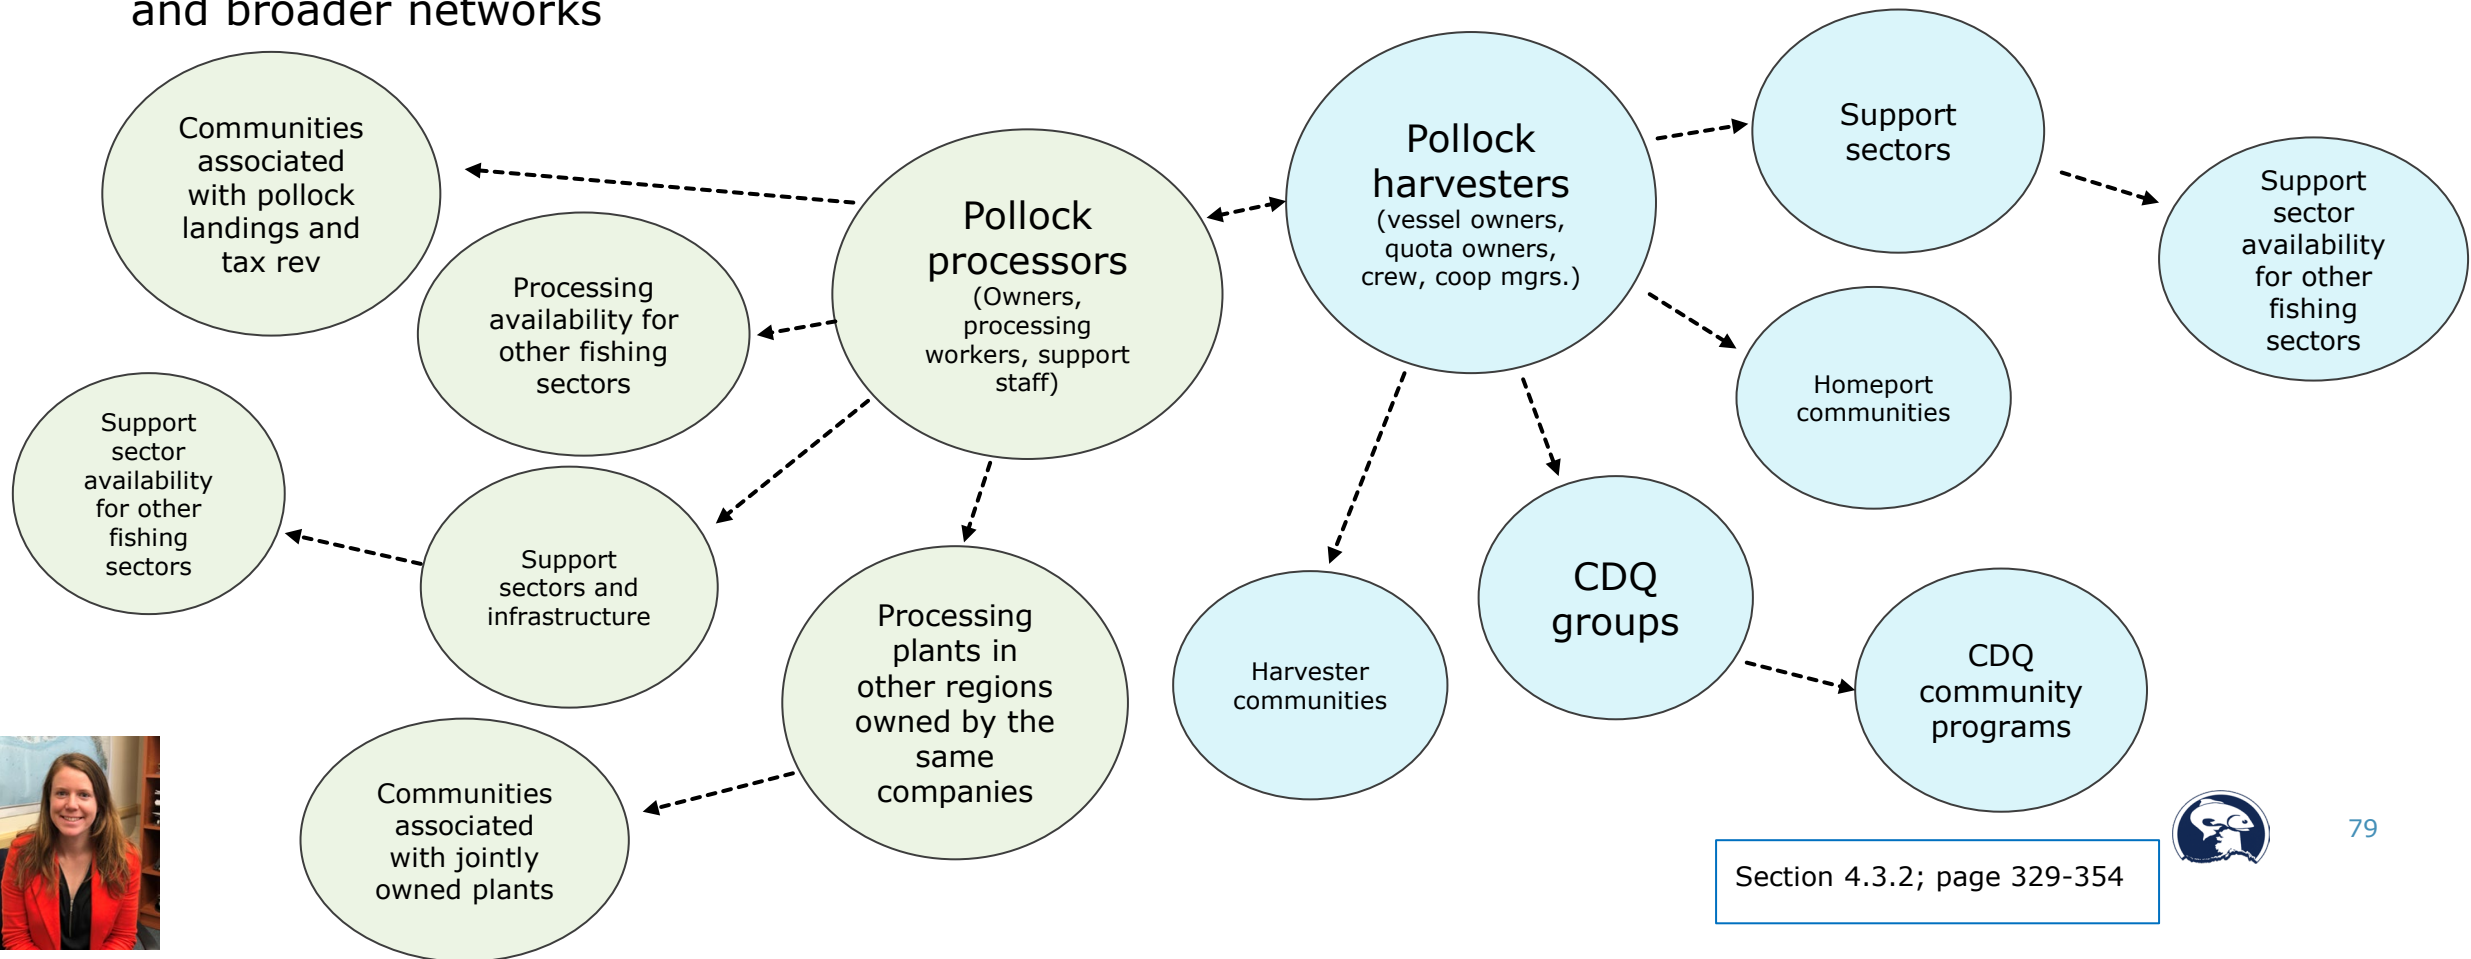 and broader networks
Communities
associated
with pollock
landings and
tax rev
Processing
availability for
other fishing
sectors
Support
sector
availability
for other
fishing
sectors
Support
sectors and
infrastructure
Communities
associated
with jointly
owned plants
Pollock
processors
(Owners,
processing
workers, support
staff)
Processing
plants in
other regions
owned by the
same
companies
Pollock
harvesters
(vessel owners,
quota owners,
crew, coop mgrs.)
Support
sectors
Support
sector
availability
for other
fishing
sectors
Homeport
communities
Harvester
communities
CDQ
groups
CDQ
community
programs
Section 4.3.2; page 329-354
79